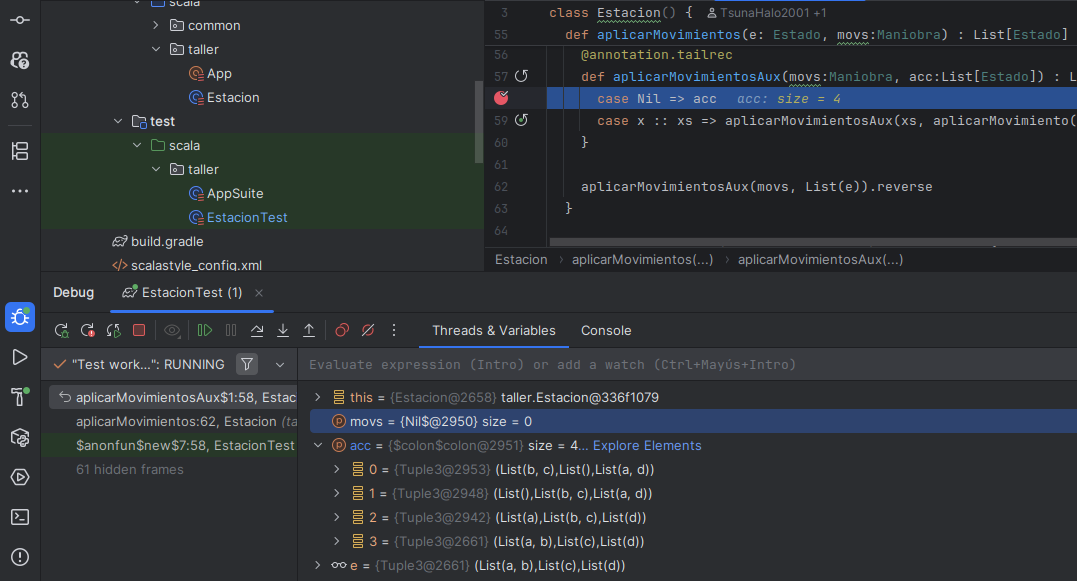 scala
common
taller
App
Estacion
test
scala
taller
AppSuite
EstacionTest
build.gradle
scalastyle_config.xml
3 class Estacion() { TsunaHalo2001 +1
55 def aplicarMovimientos(e: Estado, movs:Maniobra) : List[Estado]
56 @annotation.tailrec
57 def aplicarMovimientosAux(movs:Maniobra, acc:List[Estado]) : L
case Nil => acc acc: size = 4
59 case x :: xs => aplicarMovimientosAux(xs, aplicarMovimiento(
60 }
61
62 aplicarMovimientosAux(movs, List(e)).reverse
63 }
64
Estacion › aplicarMovimientos(...) › aplicarMovimientosAux(...)
Debug EstacionTest (1)
Threads & Variables Console
"Test work...": RUNNING
Evaluate expression (Intro) or add a watch (Ctrl+Mayús+Intro)
aplicarMovimientosAux$1:58, Estac
aplicarMovimientos:62, Estacion (ta
$anonfun$new$7:58, EstacionTest
61 hidden frames
this = {Estacion@2658} taller.Estacion@336f1079
movs = {Nil$@2950} size = 0
acc = {$colon$colon@2951} size = 4... Explore Elements
0 = {Tuple3@2953} (List(b, c),List(),List(a, d))
1 = {Tuple3@2948} (List(),List(b, c),List(a, d))
2 = {Tuple3@2942} (List(a),List(b, c),List(d))
3 = {Tuple3@2661} (List(a, b),List(c),List(d))
e = {Tuple3@2661} (List(a, b),List(c),List(d))